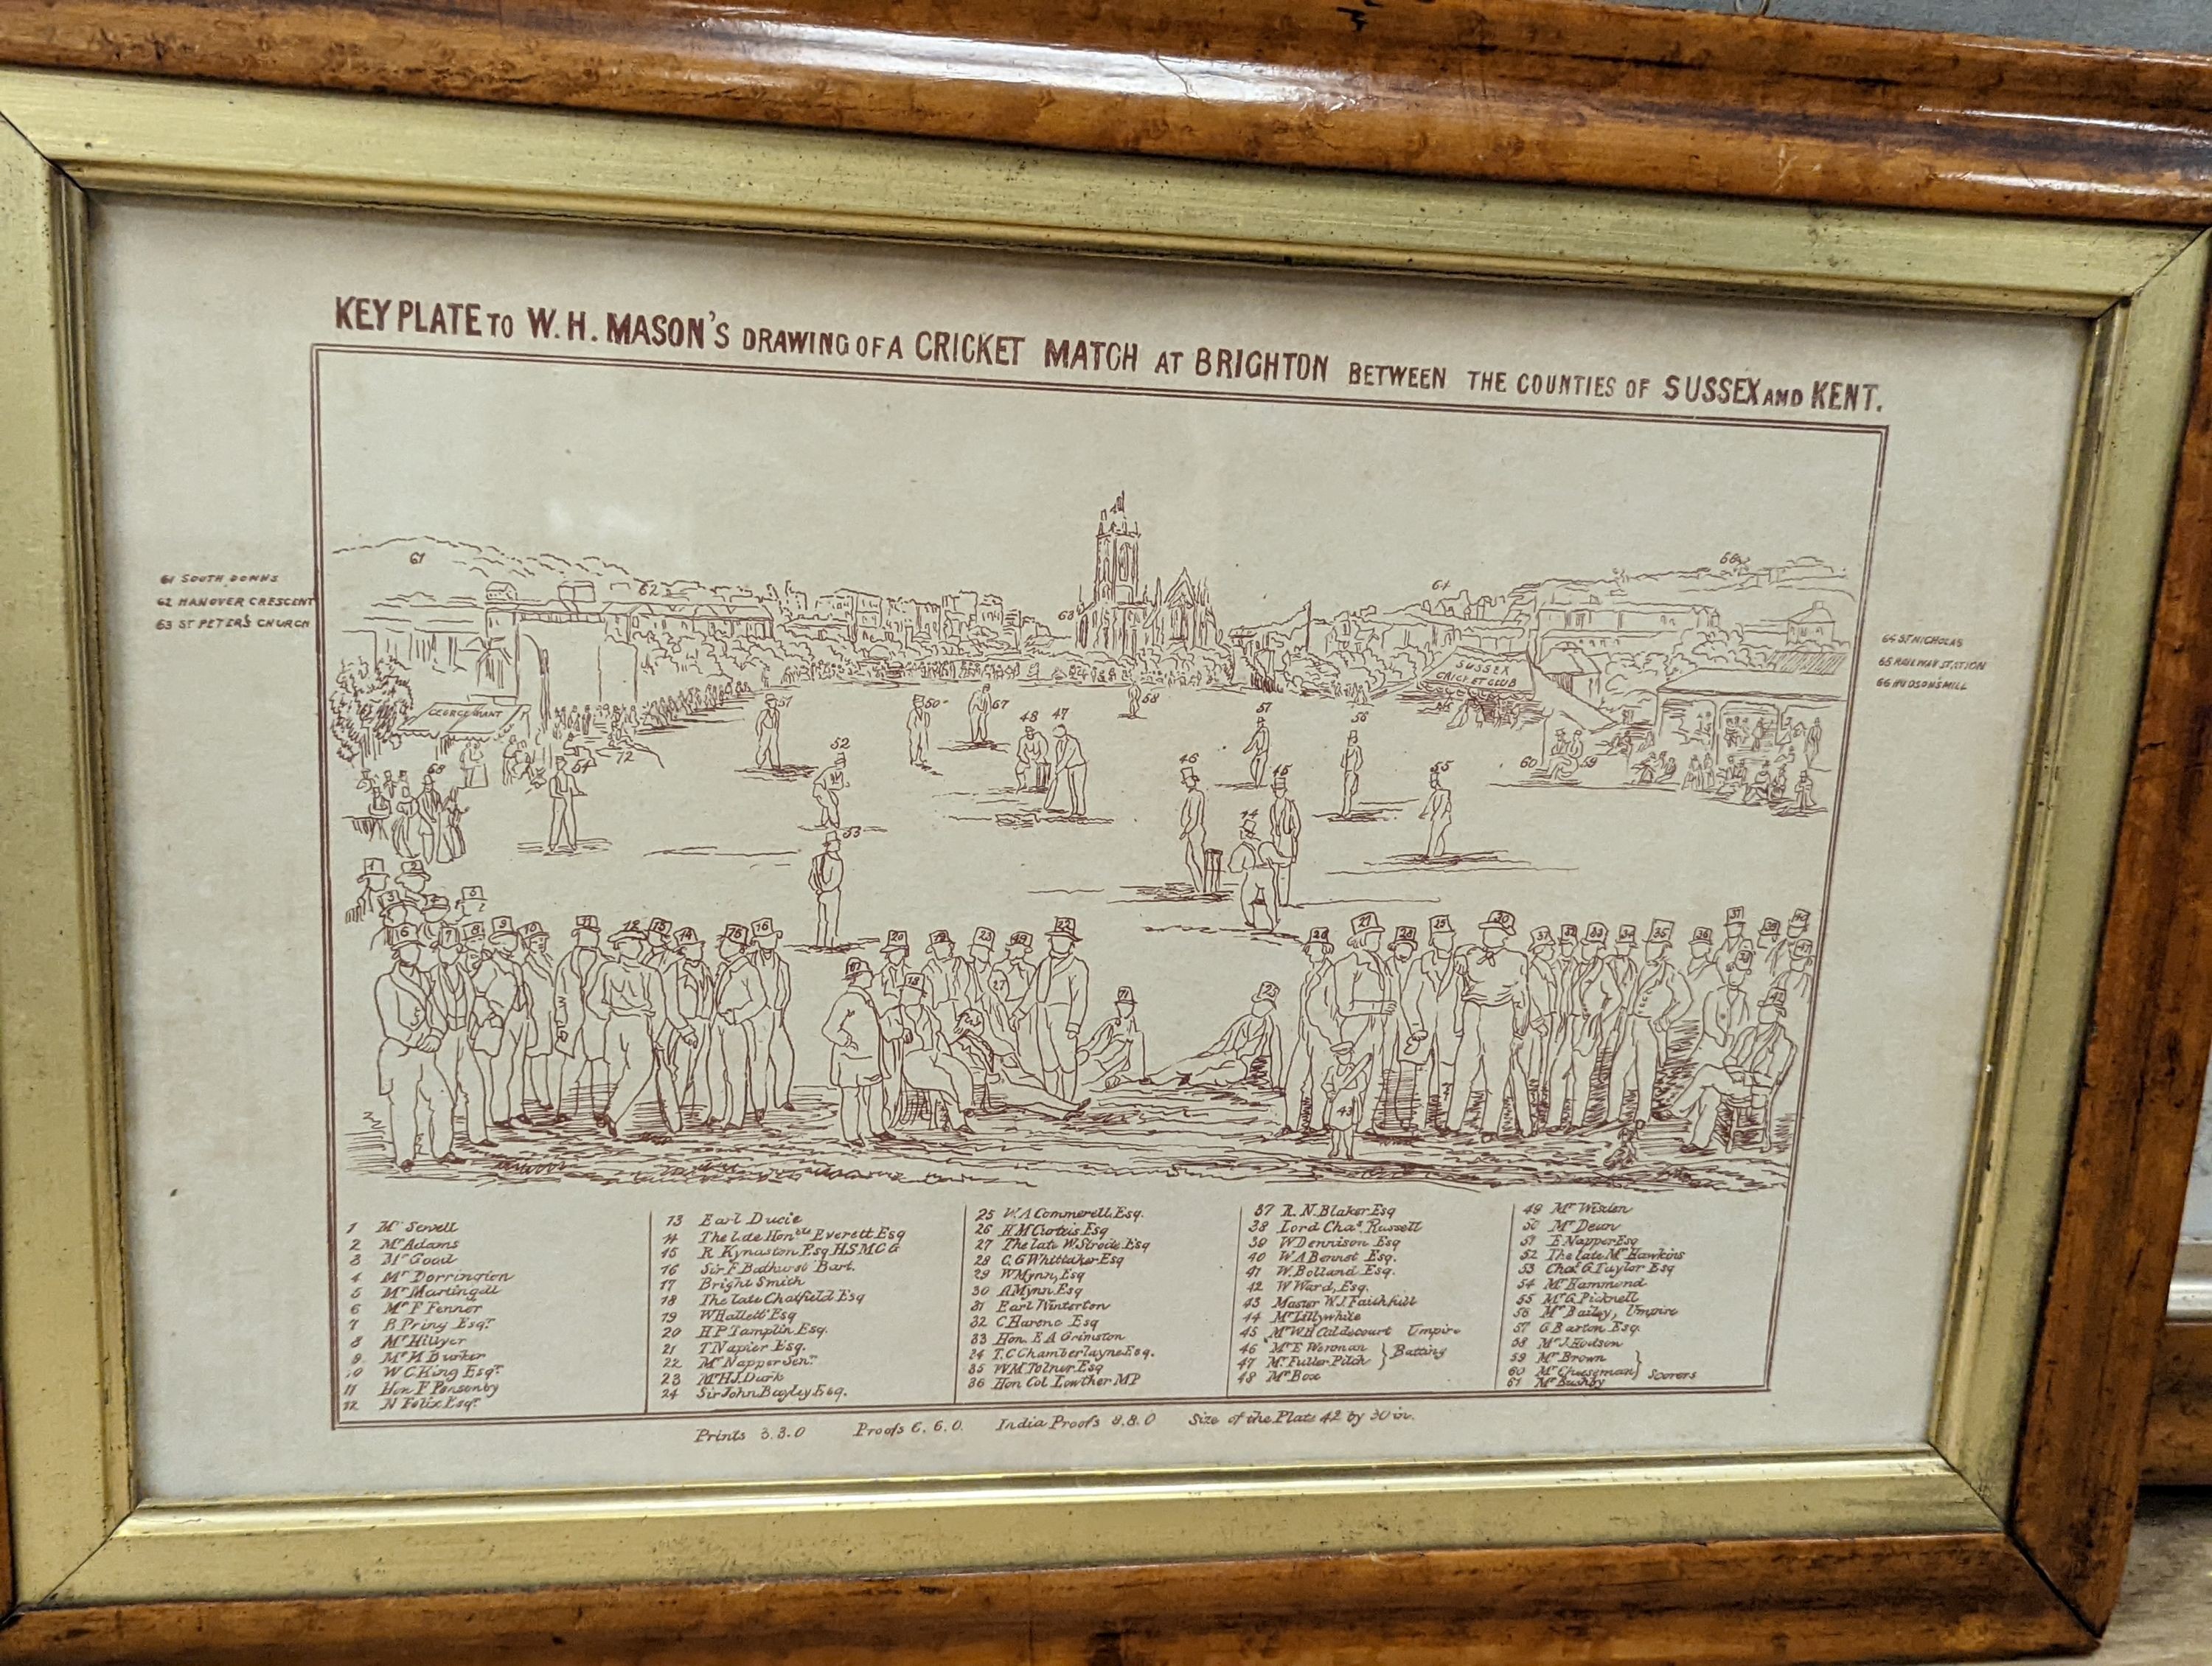 KEY PLATE TO W. H. MASON'S DRAWING OF A CRICKET MATCH AT BRIGHTON BETWEEN THE COUNTIES OF SUSSEX AND KENT.
61 SOUTH DOWNS
62 HANOVER CRESCENT
63 ST PETER'S CHURCH
64 ST NICHOLAS
65 RAILWAY STATION
66 HUDSON'S MILL
GEORGE GRANT
SUSSEX
CRICKET CLUB
1 Mr Sewell
2 Mr Adams
3 Mr Goad
4 Mr Dorrington
5 Mr Martingell
6 Mr F Fenner
7 Esqr
8 Mr Hillyer
9 Mr W Barker
10 W C King Esqr
11 Hon F Ponsonby
12 N Felix Esqr
13 Earl Ducie
14 The late Honble Everett Esq
15 R. Kynaston Esq H S M C C
16 Sir F Bathurst Bart.
17 Bright Smith
18 The late Chatfield Esq
19 W Hallett Esq
20 H P Tamplin Esq.
21 T Napier Esq.
22 Mr Napper Senr
23 Mr H J Dark
24 Sir John Bayley Esq.
25 W A Commerell, Esq.
26 H M Esq
27 The late W Esq
28 C. G Whittaker Esq
29 W Mynn, Esq
30 A Mynn Esq
31 Earl Winterton
32 C Harenc Esq
33 Hon. E A Grimston
24 T. C Chamberlayne Esq.
35 W M Esq
36 Hon Col Lowther MP
37 R. N. Blaker Esq
38 Lord Chas Russell
39 W Dennison Esq
40 W A Bennet Esq.
41 W. Bolland Esq.
42 W Ward, Esq.
43 Master W. J. Faithfull
44 Mr Lillywhite
45 Mr W H Caldecourt Umpire
46 Mr E Wenman
47 Mr Fuller Pilch } Batting
48 Mr Box
49 Mr Wisden
50 Mr Dean
51 E Napper Esq
52 The late Mr Hawkins
53 Chas G Taylor Esq
54 Mr Hammond
55 Mr G Picknell
56 Mr Bailey, Umpire
57 G Barton Esq.
58 Mr J. Hodson
59 Mr Brown
60 Mr Cheesman } Scorers
61 Mr Bushby
Prints 3. 3. 0 Proofs 6. 6. 0. India Proofs 8. 8. 0 Size of the Plate 42 by 30 in.